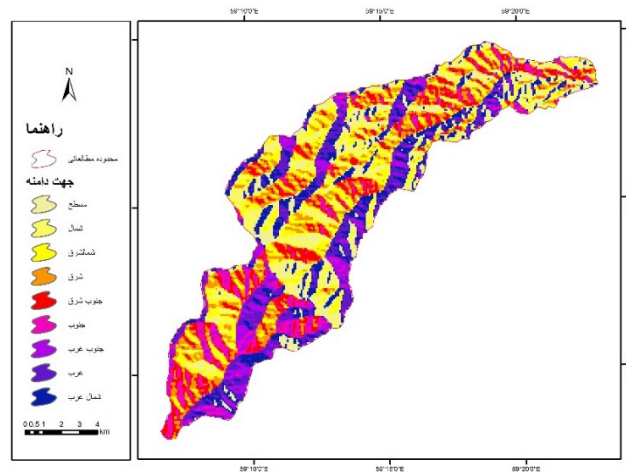 59°10'0"E 59°15'0"E 59°20'0"E
N
راهنما
محدوده مطالعاتی
جهت دامنه
مسطح
شمال
شمالشرق
شرق
جنوب شرق
جنوب
جنوب غرب
غرب
شمال غرب
0 0.5 1 2 3 4
km
59°10'0"E 59°15'0"E 59°20'0"E